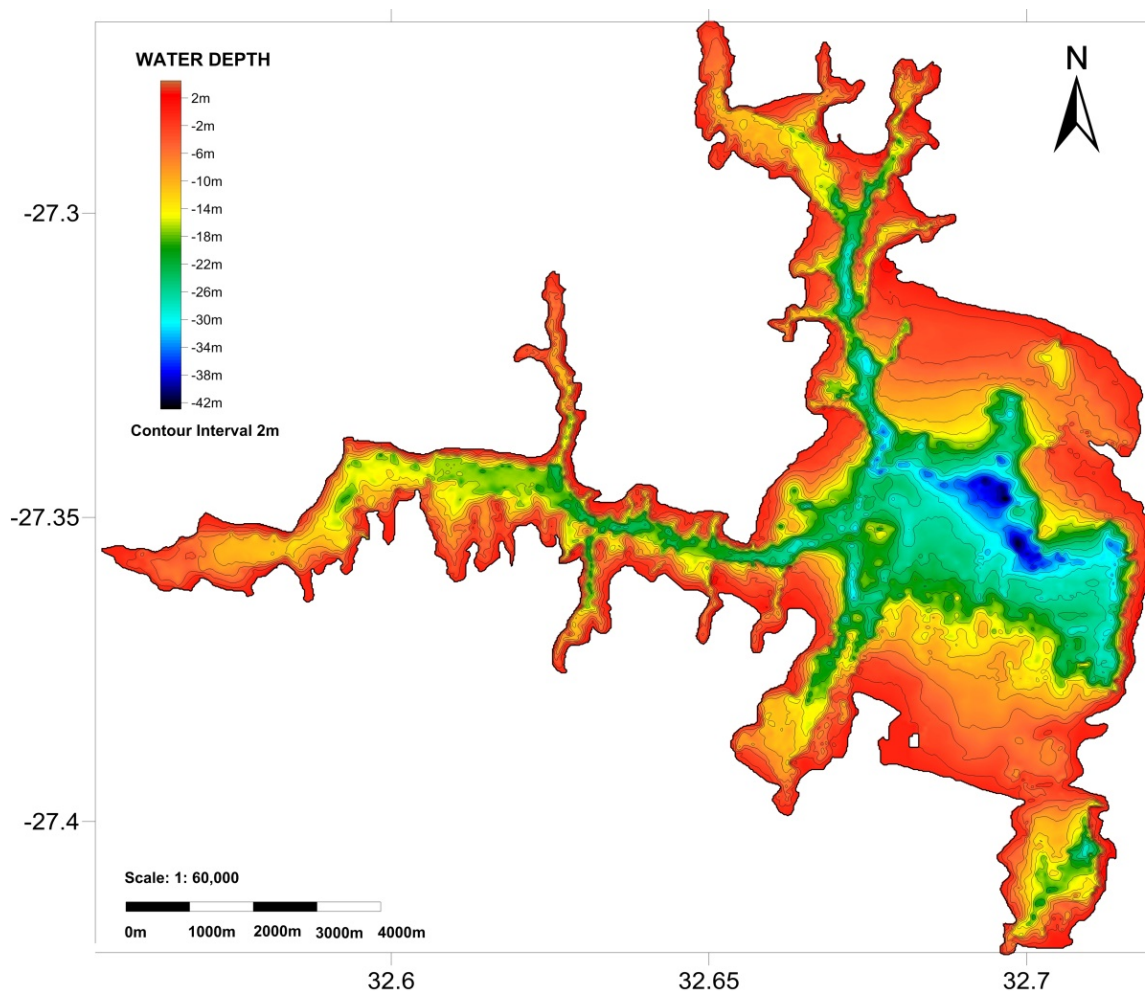 N
WATER DEPTH
2m
-2m
-6m
-10m
-14m
-18m
-22m
-26m
-30m
-34m
-38m
-42m
Contour Interval 2m
-27.3
-27.35
-27.4
Scale: 1: 60,000
0m 1000m 2000m 3000m 4000m
32.6 32.65 32.7